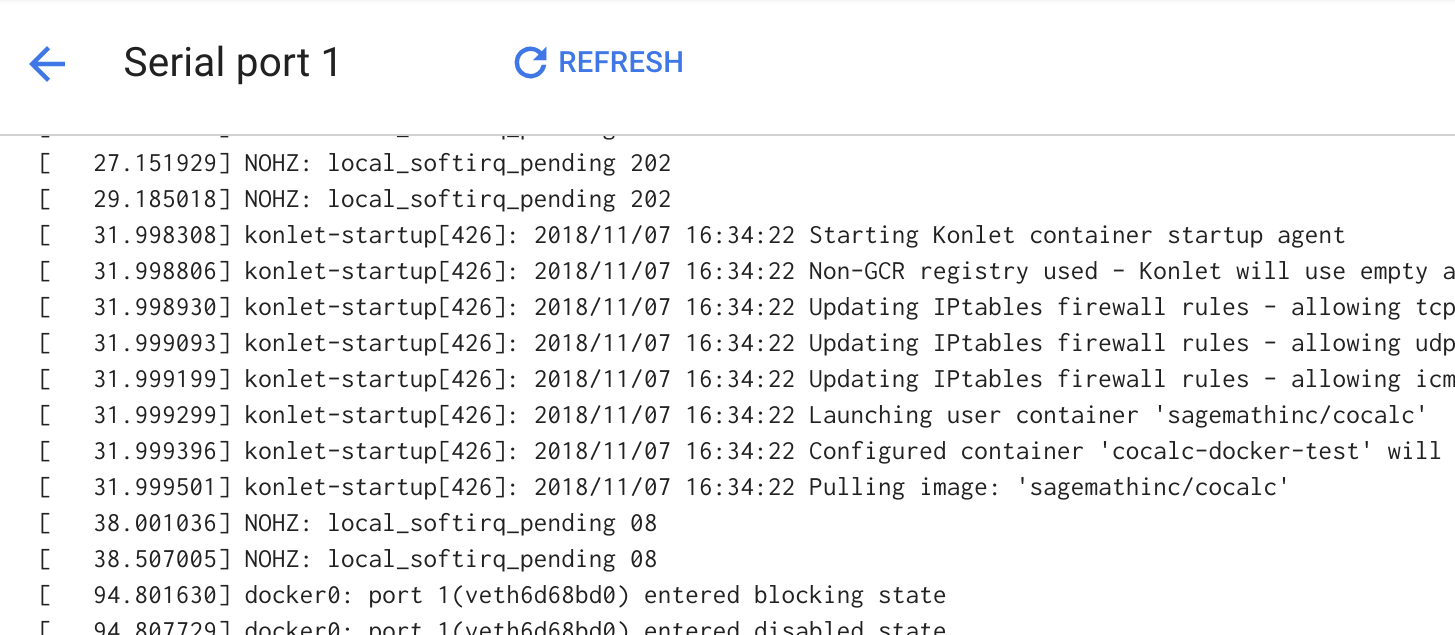 Serial port 1 REFRESH
[   27.151929] NOHZ: local_softirq_pending 202
[   29.185018] NOHZ: local_softirq_pending 202
[   31.998308] konlet-startup[426]: 2018/11/07 16:34:22 Starting Konlet container startup agent
[   31.998806] konlet-startup[426]: 2018/11/07 16:34:22 Non-GCR registry used - Konlet will use empty a
[   31.998930] konlet-startup[426]: 2018/11/07 16:34:22 Updating IPtables firewall rules - allowing tcp
[   31.999093] konlet-startup[426]: 2018/11/07 16:34:22 Updating IPtables firewall rules - allowing udp
[   31.999199] konlet-startup[426]: 2018/11/07 16:34:22 Updating IPtables firewall rules - allowing icm
[   31.999299] konlet-startup[426]: 2018/11/07 16:34:22 Launching user container 'sagemathinc/cocalc'
[   31.999396] konlet-startup[426]: 2018/11/07 16:34:22 Configured container 'cocalc-docker-test' will
[   31.999501] konlet-startup[426]: 2018/11/07 16:34:22 Pulling image: 'sagemathinc/cocalc'
[   38.001036] NOHZ: local_softirq_pending 08
[   38.507005] NOHZ: local_softirq_pending 08
[   94.801630] docker0: port 1(veth6d68bd0) entered blocking state
[   94.807729] docker0: port 1(veth6d68bd0) entered disabled state